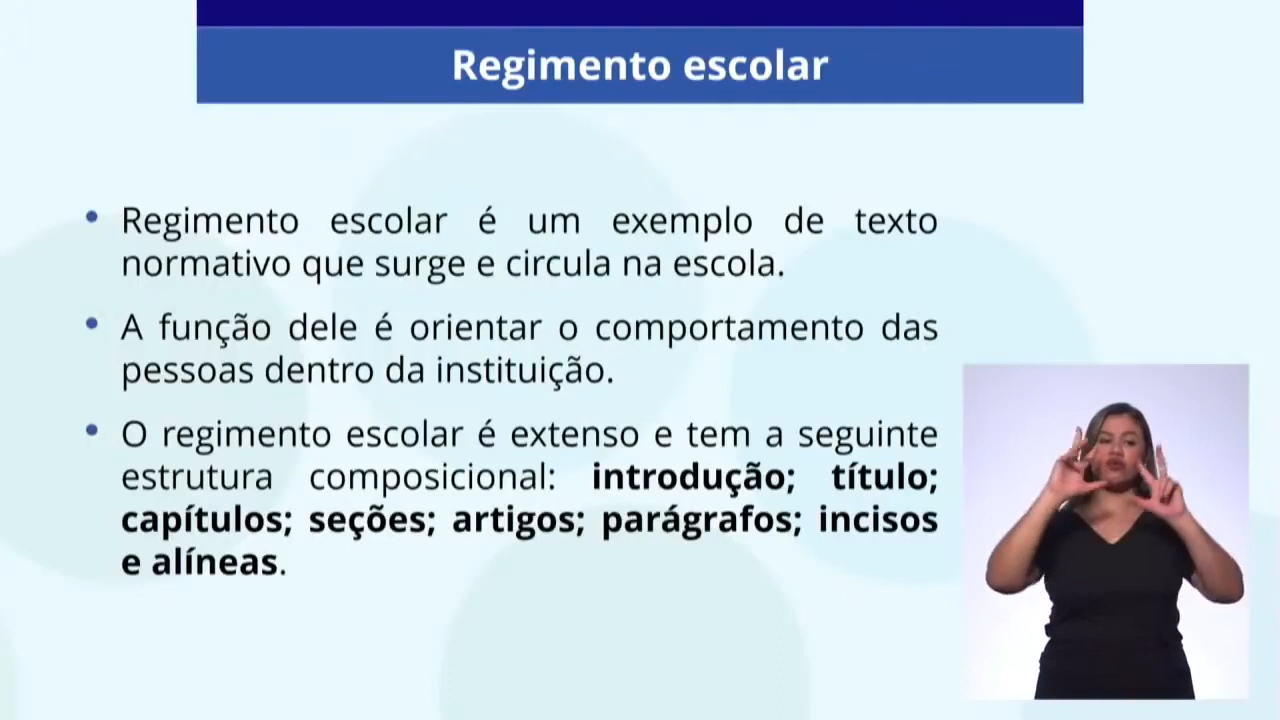 Regimento escolar
• Regimento escolar é um exemplo de texto
normativo que surge e circula na escola.
• A função dele é orientar o comportamento das
pessoas dentro da instituição.
• O regimento escolar é extenso e tem a seguinte
estrutura composicional: introdução; título;
capítulos; seções; artigos; parágrafos; incisos
e alíneas.